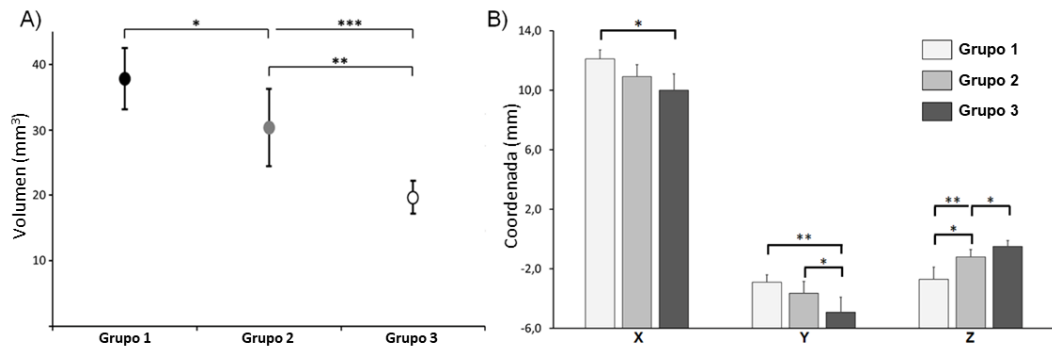 A)
* ***
**
Volumen (mm³)
40
30
20
10
Grupo 1 Grupo 2 Grupo 3
B)
Coordenada (mm)
14,0
10,0
6,0
2,0
-2,0
-6,0
*
** 
*
** *
*
X Y Z
Grupo 1
Grupo 2
Grupo 3